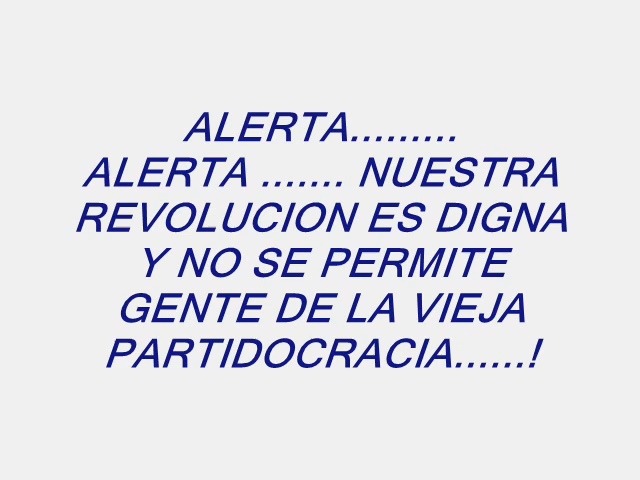 ALERTA.........
ALERTA ....... NUESTRA
REVOLUCION ES DIGNA
Y NO SE PERMITE
GENTE DE LA VIEJA
PARTIDOCRACIA......!